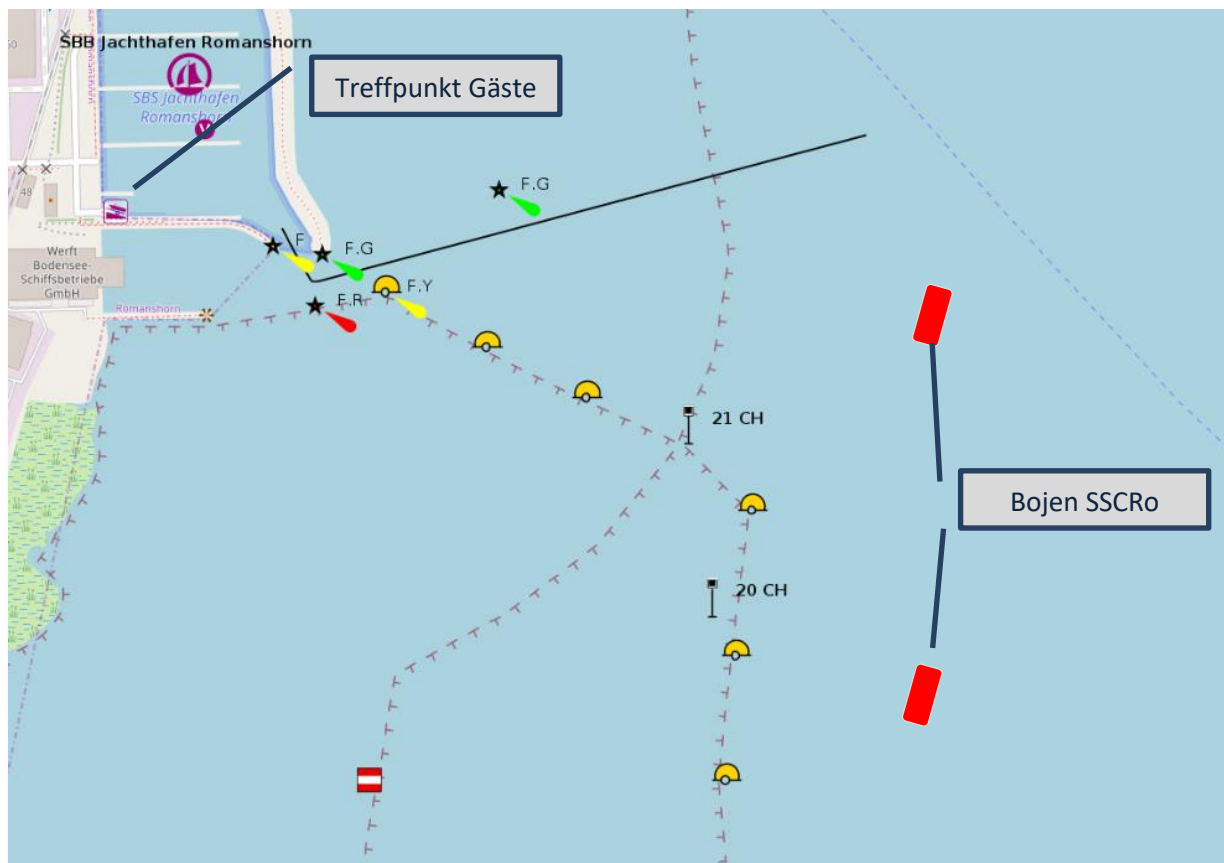 SBB Jachthafen Romanshorn
Treffpunkt Gäste
SBS Jachthafen
Romanshorn
V
48
F.G
F
F.G
F.Y
F.R
Werft
Bodensee-
Schiffsbetriebe
GmbH
Romanshorn
21 CH
Bojen SSCRo
20 CH